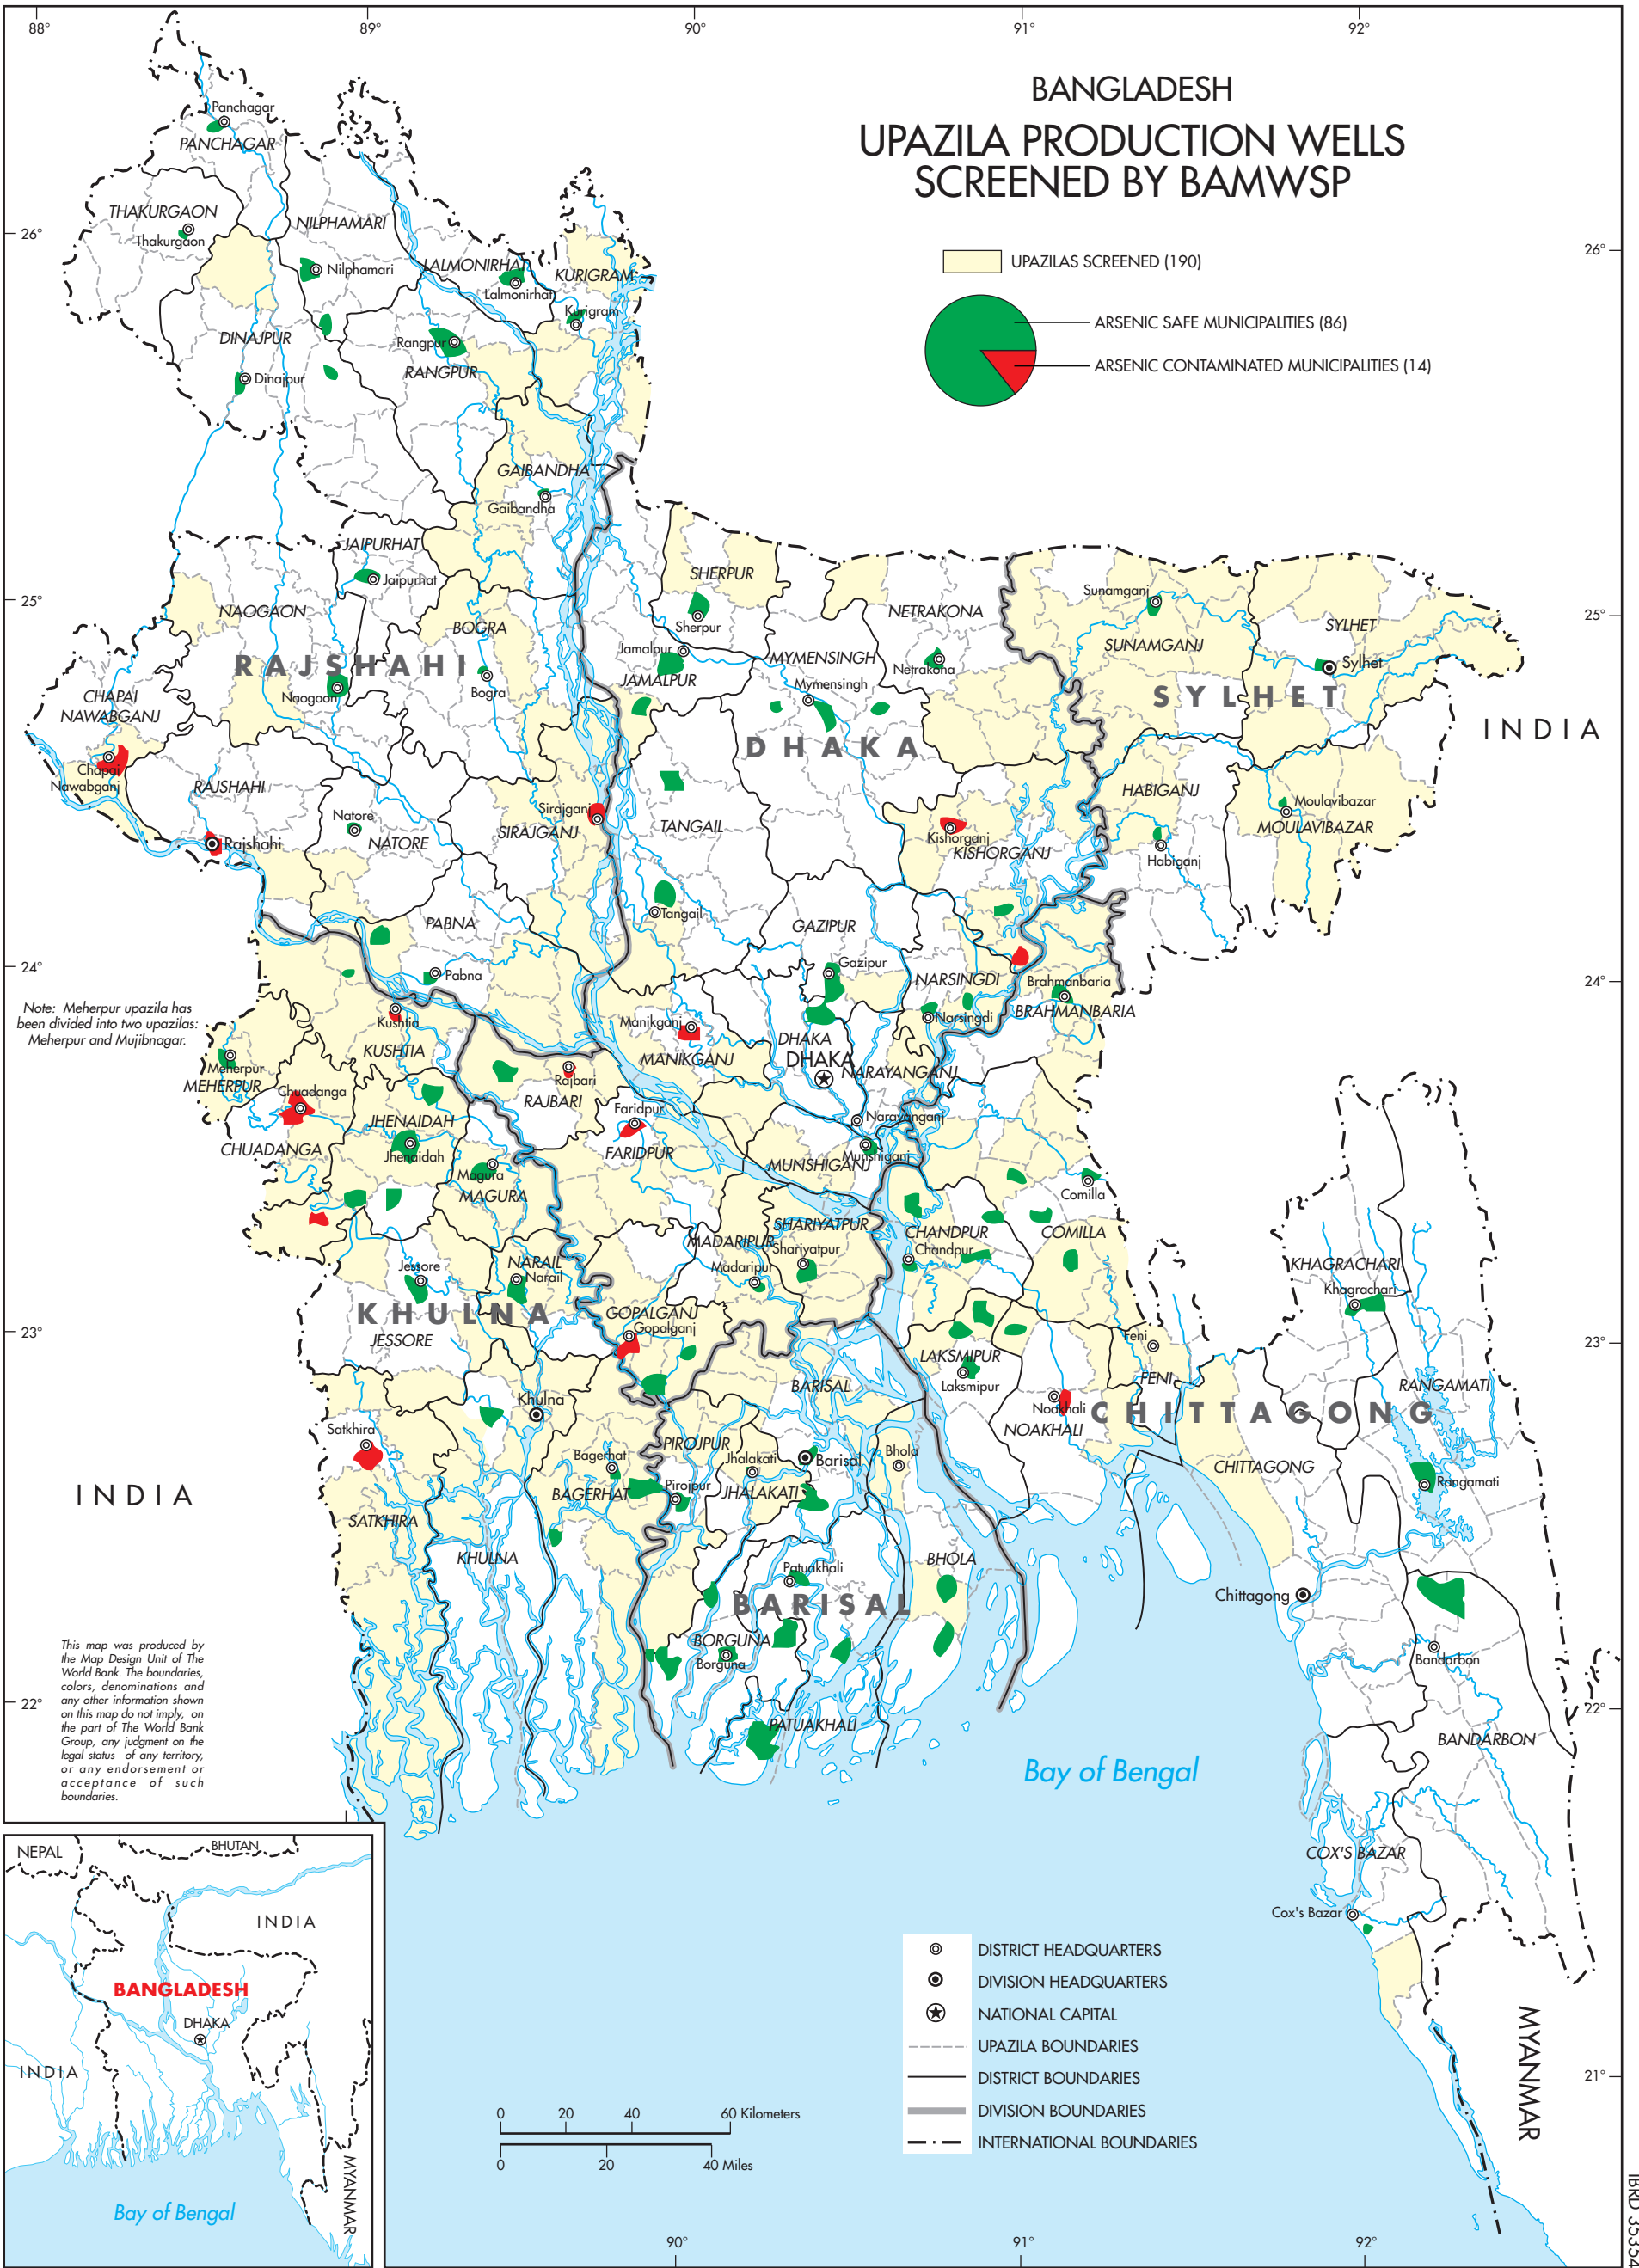 88°
89°
90°
91°
92°
BANGLADESH
UPAZILA PRODUCTION WELLS
SCREENED BY BAMWSP
UPAZILAS SCREENED (190)
ARSENIC SAFE MUNICIPALITIES (86)
ARSENIC CONTAMINATED MUNICIPALITIES (14)
26°
26°
25°
25°
24°
24°
23°
23°
22°
22°
21°
Panchagar
PANCHAGAR
THAKURGAON
Thakurgaon
NILPHAMARI
Nilphamari
LALMONIRHAT
Lalmonirhat
KURIGRAM
Kurigram
DINAJPUR
Dinajpur
Rangpur
RANGPUR
GAIBANDHA
Gaibandha
JAIPURHAT
Jaipurhat
NAOGAON
Naogaon
BOGRA
Bogra
RAJSHAHI
CHAPAI
NAWABGANJ
Chapai
Nawabganj
RAJSHAHI
Rajshahi
Natore
NATORE
Sirajganj
SIRAJGANJ
PABNA
Pabna
SHERPUR
Sherpur
Jamalpur
JAMALPUR
MYMENSINGH
Mymensingh
NETRAKONA
Netrakona
DHAKA
TANGAIL
Tangail
Kishorganj
KISHORGANJ
GAZIPUR
Gazipur
NARSINGDI
Narsingdi
Manikganj
MANIKGANJ
DHAKA
DHAKA
NARAYANGANJ
Narayanganj
MUNSHIGANJ
Munshiganj
Rajbari
RAJBARI
Faridpur
FARIDPUR
SHARIYATPUR
Shariyatpur
MADARIPUR
Madaripur
GOPALGANJ
Gopalganj
Sunamganj
SUNAMGANJ
SYLHET
Sylhet
SYLHET
HABIGANJ
Habiganj
Moulavibazar
MOULAVIBAZAR
INDIA
Brahmanbaria
BRAHMANBARIA
Comilla
COMILLA
CHANDPUR
Chandpur
LAKSMIPUR
Laksmipur
Noakhali
NOAKHALI
Feni
FENI
CHITTAGONG
CHITTAGONG
Chittagong
KHAGRACHARI
Khagrachari
RANGAMATI
Rangamati
Bandarbon
BANDARBON
COX'S BAZAR
Cox's Bazar
Note: Meherpur upazila has
been divided into two upazilas:
Meherpur and Mujibnagar.
Kushtia
KUSHTIA
Meherpur
MEHERPUR
Chuadanga
CHUADANGA
JHENAIDAH
Jhenaidah
Magura
MAGURA
Jessore
JESSORE
NARAIL
Narail
KHULNA
Khulna
KHULNA
Satkhira
SATKHIRA
Bagerhat
BAGERHAT
PIROJPUR
Pirojpur
Jhalakati
JHALAKATI
BARISAL
Barisal
Bhola
BHOLA
Patuakhali
BARISAL
BORGUNA
Borguna
PATUAKHALI
INDIA
Bay of Bengal
MYANMAR
This map was produced by
the Map Design Unit of The
World Bank. The boundaries,
colors, denominations and
any other information shown
on this map do not imply, on
the part of The World Bank
Group, any judgment on the
legal status of any territory,
or any endorsement or
acceptance of such
boundaries.
NEPAL
BHUTAN
INDIA
BANGLADESH
DHAKA
INDIA
MYANMAR
Bay of Bengal
DISTRICT HEADQUARTERS
DIVISION HEADQUARTERS
NATIONAL CAPITAL
UPAZILA BOUNDARIES
DISTRICT BOUNDARIES
DIVISION BOUNDARIES
INTERNATIONAL BOUNDARIES
0 20 40 60 Kilometers
0 20 40 Miles
90°
91°
92°
IBRD 35354